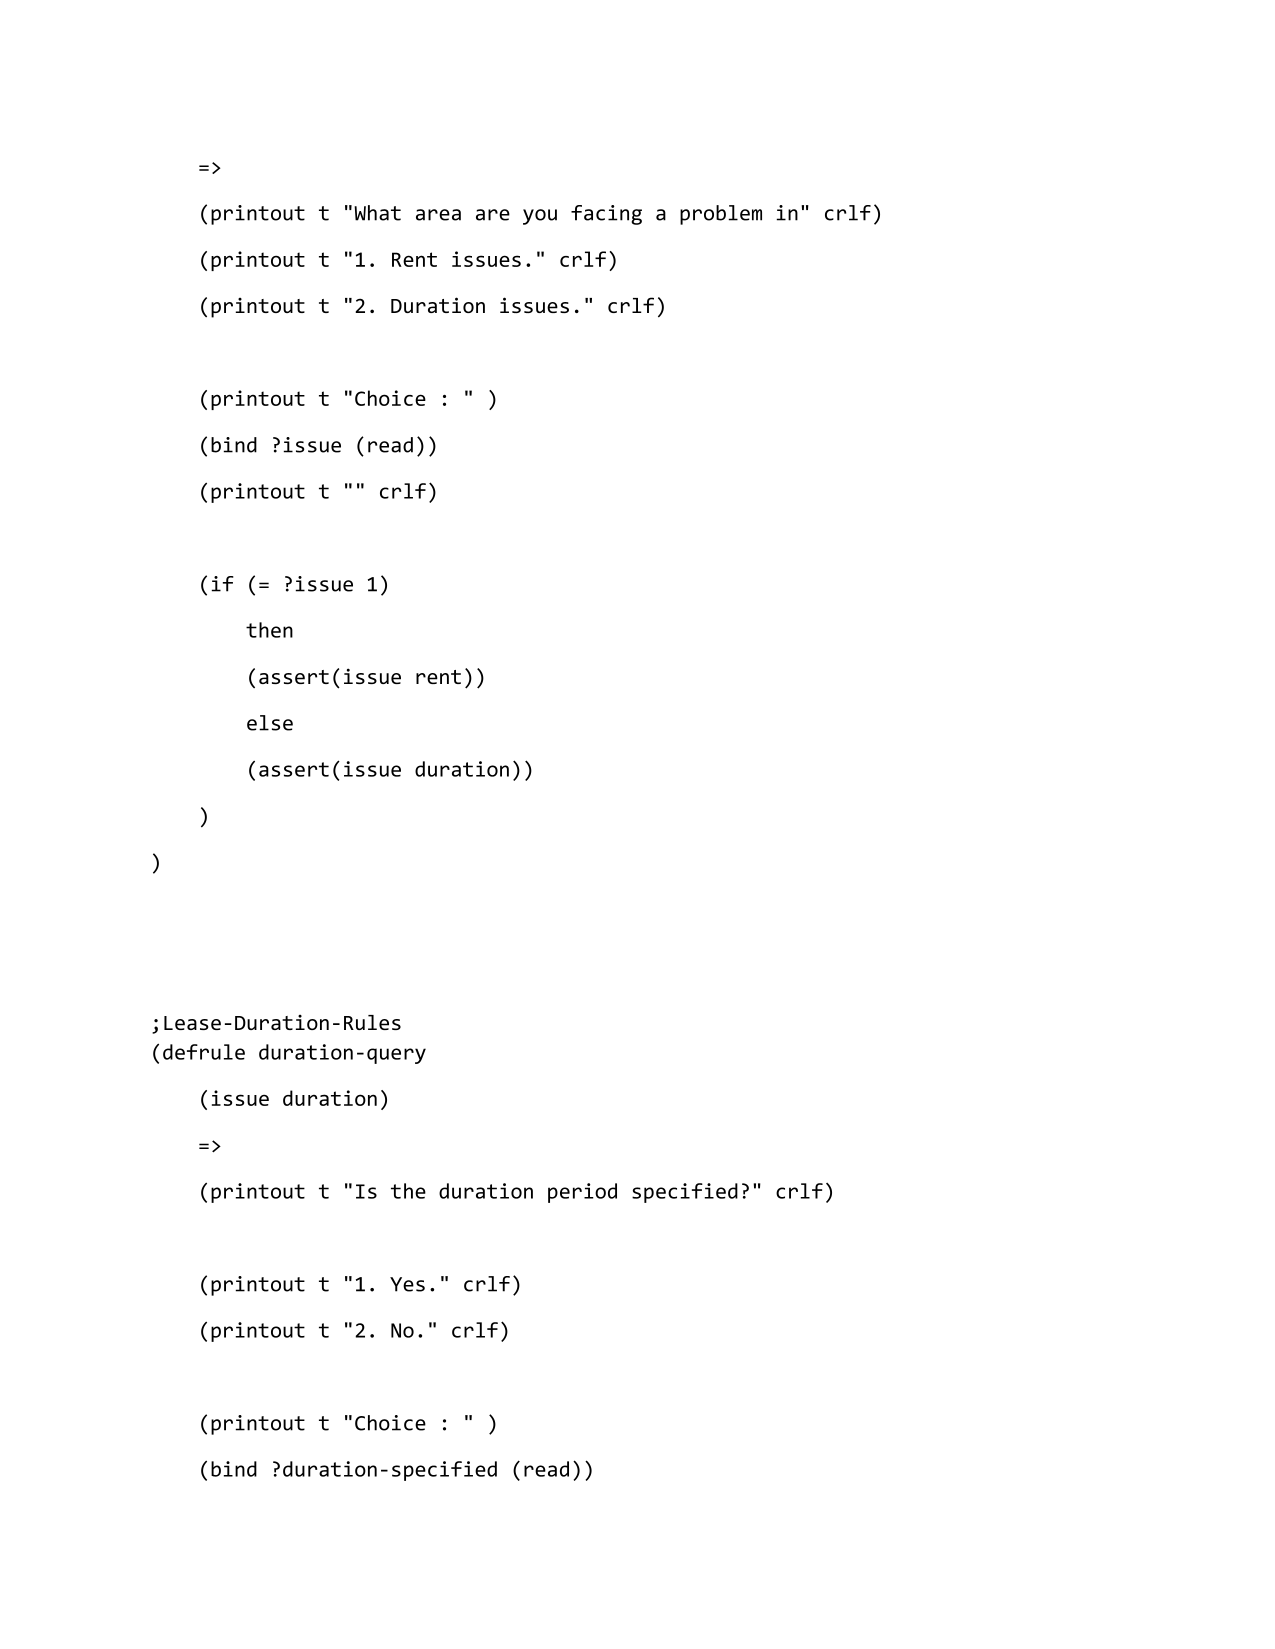 =>
(printout t "What area are you facing a problem in" crlf)
(printout t "1. Rent issues." crlf)
(printout t "2. Duration issues." crlf)
(printout t "Choice : " )
(bind ?issue (read))
(printout t "" crlf)
(if (= ?issue 1)
then
(assert(issue rent))
else
(assert(issue duration))
)
)
;Lease-Duration-Rules
(defrule duration-query
(issue duration)
=>
(printout t "Is the duration period specified?" crlf)
(printout t "1. Yes." crlf)
(printout t "2. No." crlf)
(printout t "Choice : " )
(bind ?duration-specified (read))